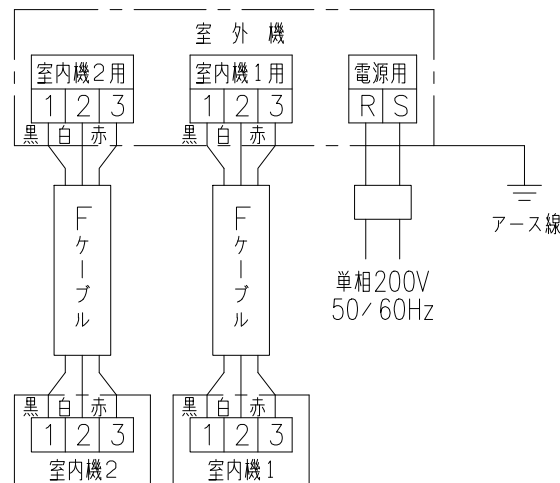 室外機
室内機2用
1 2 3
黒 白 赤
室内機1用
1 2 3
黒 白 赤
電源用
R S
Fケーブル
Fケーブル
アース線
単相200V
50/60Hz
黒 白 赤
1 2 3
室内機2
黒 白 赤
1 2 3
室内機1